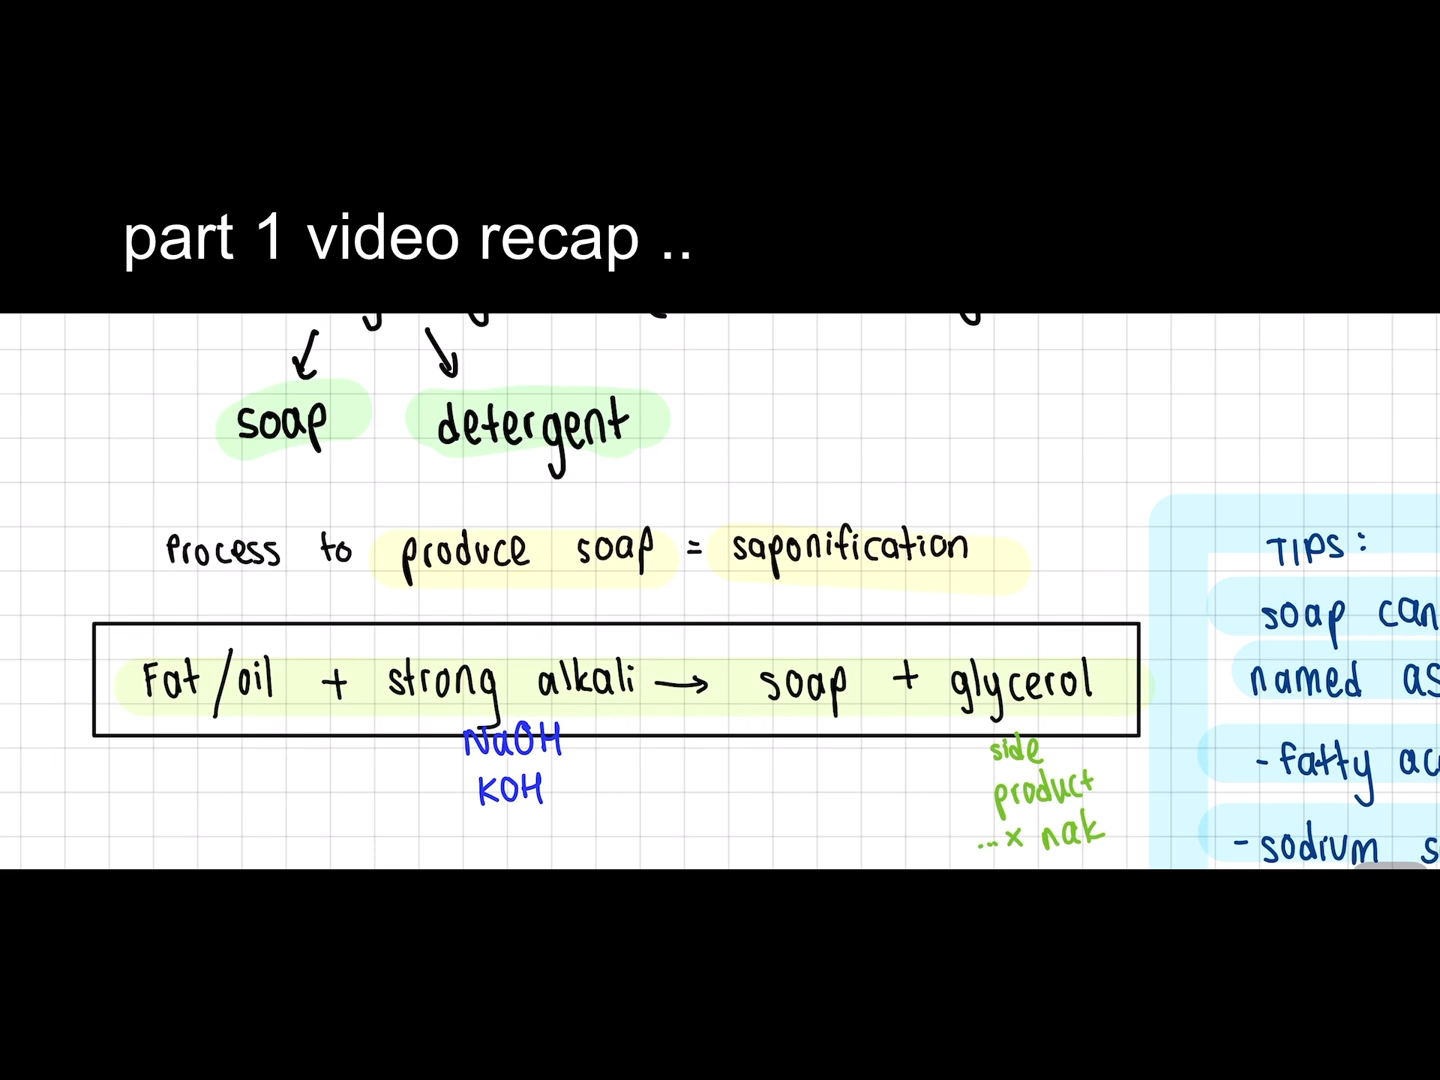 part 1 video recap ..
soap detergent
Process to produce soap = saponification
Fat/oil + strong alkali → soap + glycerol
NaOH
KOH
side
product
...x nak
TIPS:
soap can
named as
- fatty ac
- sodium s